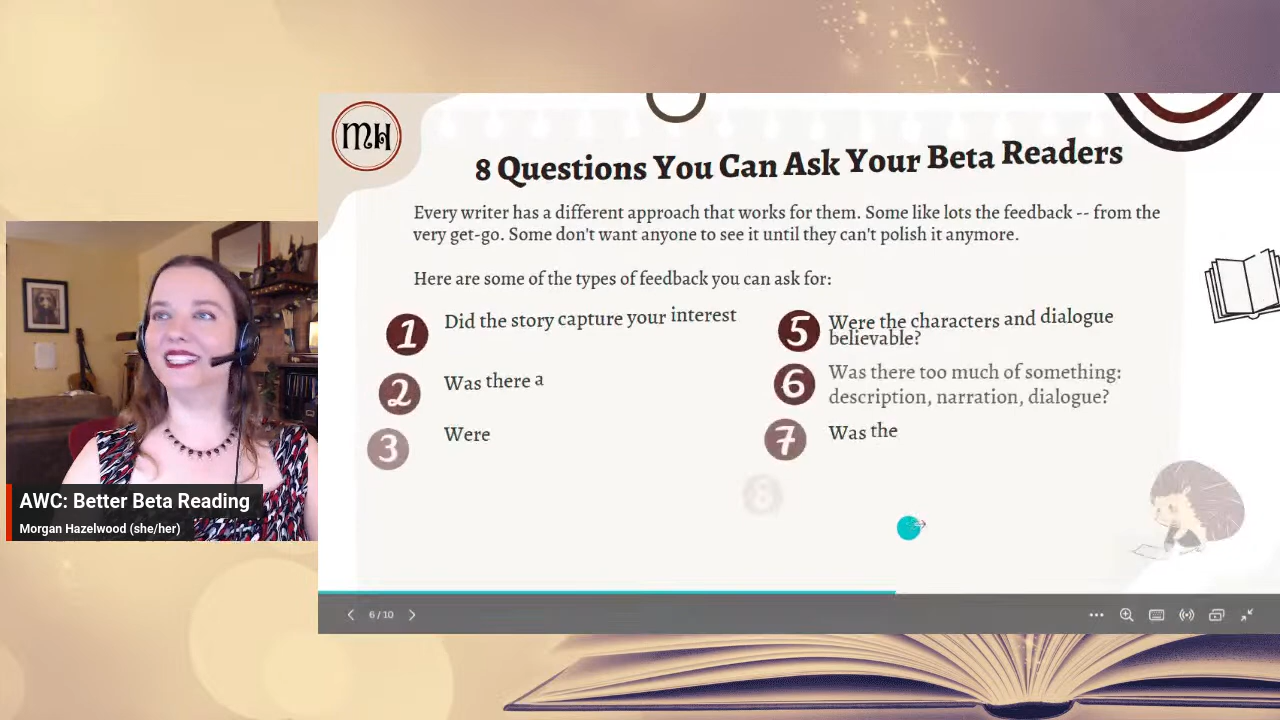 MH
8 Questions You Can Ask Your Beta Readers
Every writer has a different approach that works for them. Some like lots the feedback -- from the
very get-go. Some don't want anyone to see it until they can't polish it anymore.
Here are some of the types of feedback you can ask for:
1 Did the story capture your interest
2 Was there a
3 Were
5 Were the characters and dialogue
believable?
6 Was there too much of something:
description, narration, dialogue?
7 Was the
8
AWC: Better Beta Reading
Morgan Hazelwood (she/her)
6 / 10